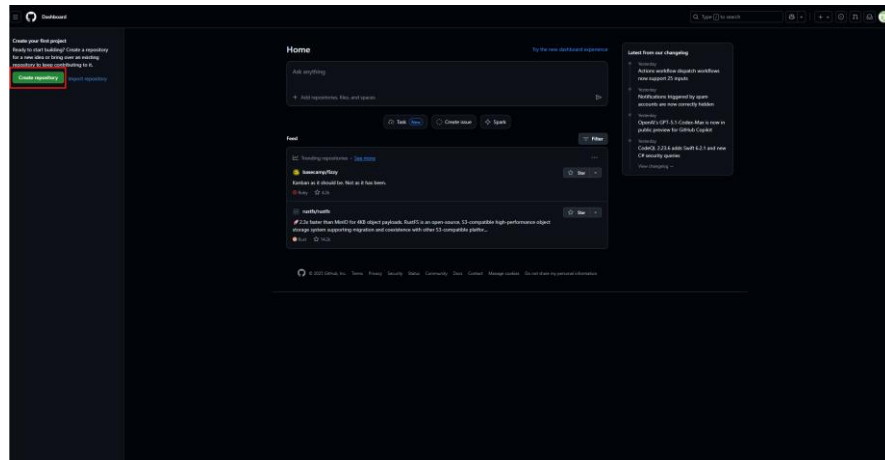 Dashboard
Type / to search
Create your first project
Ready to start building? Create a repository
for a new idea or bring over an existing
repository to keep contributing to it.
Create repository
Import repository
Home
Try the new dashboard experience
Ask anything
Add repositories, files, and spaces
Task New
Create issue
Spark
Feed
Filter
Trending repositories · See more
basecamp/fizzy
Star
Kanban as it should be. Not as it has been.
Ruby
rustfs/rustfs
Star
🚀 2.3x faster than MinIO for 4KB object payloads. RustFS is an open-source, S3-compatible high-performance object
storage system supporting migration and coexistence with other S3-compatible platfor...
Rust
© 2025 GitHub, Inc. Terms Privacy Security Status Community Docs Contact Manage cookies Do not share my personal information
Latest from our changelog
Yesterday
Actions workflow dispatch workflows
now support 25 inputs
Yesterday
Notifications triggered by spam
accounts are now correctly hidden
Yesterday
OpenAI's GPT-5.1-Codex-Max is now in
public preview for GitHub Copilot
Yesterday
CodeQL 2.23.6 adds Swift 6.2.1 and new
C# security queries
View changelog →